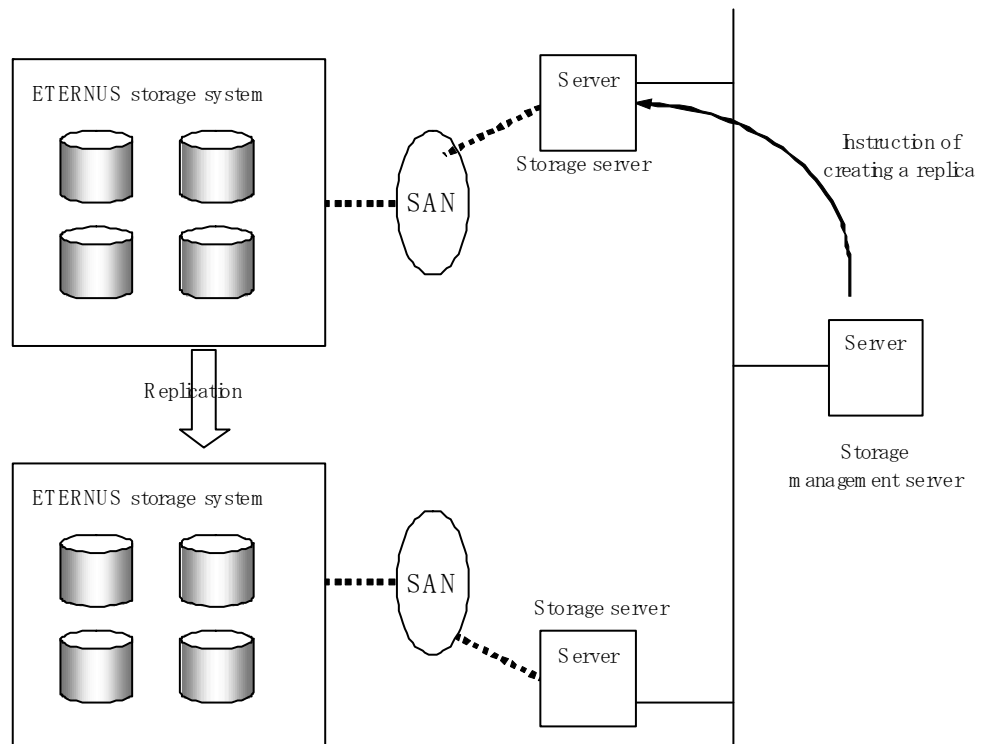 ETERNUS storage system
Server
Storage server
Instruction of
creating a replica
SAN
Server
Storage
management server
Replication
ETERNUS storage system
SAN
Storage server
Server